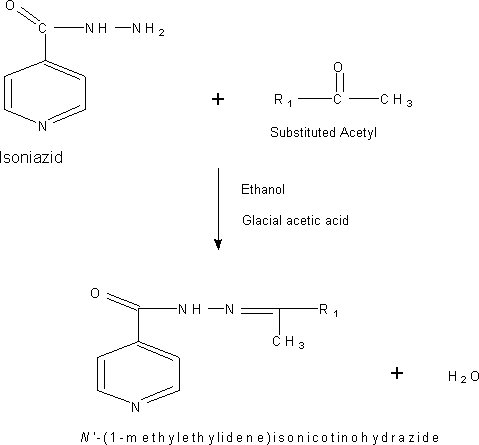 O
C NH NH2
N
Isoniazid
+
O
R1 C CH3
Substituted Acetyl
Ethanol
Glacial acetic acid
O
NH N R1
CH3
N
+ H2O
N'-(1-methylethylidene)isonicotinohydrazide